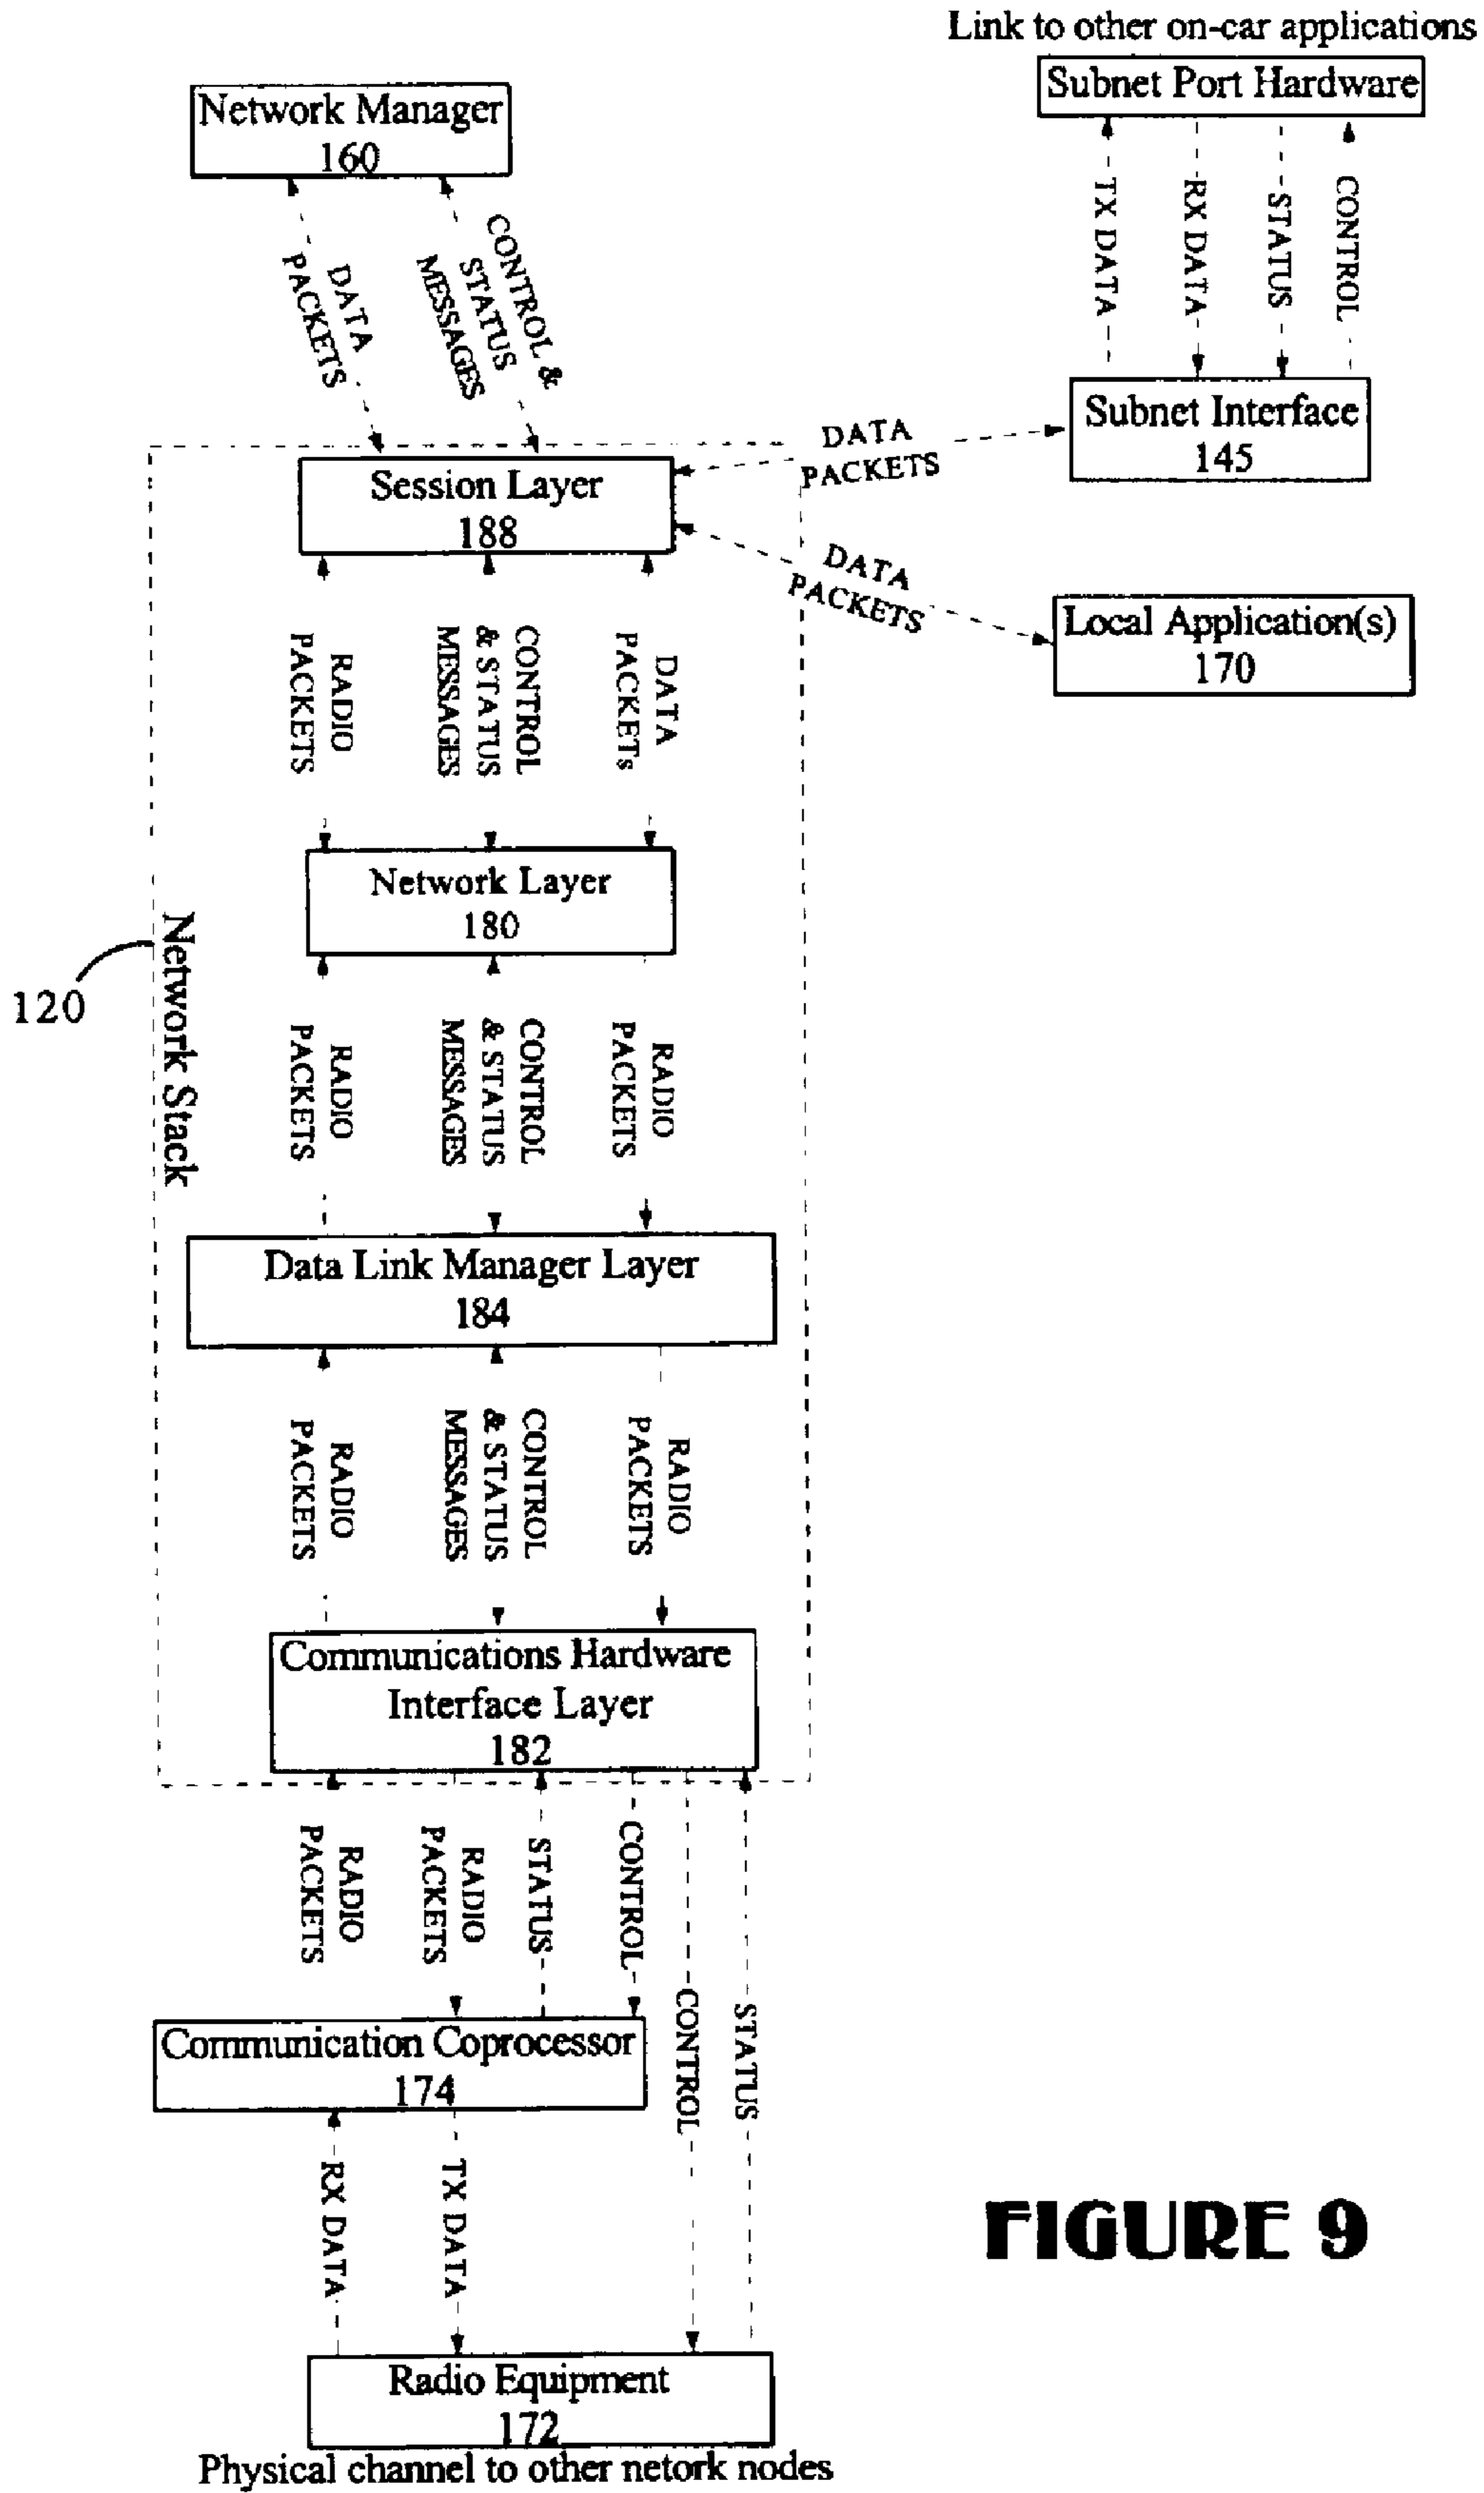 Link to other on-car applications
Subnet Port Hardware
Network Manager
160
TX DATA
RX DATA
STATUS
CONTROL
DATA
PACKETS
CONTROL &
STATUS
MESSAGES
Subnet Interface
145
DATA
PACKETS
Session Layer
188
DATA
PACKETS
Local Application(s)
170
RADIO
PACKETS
CONTROL
& STATUS
MESSAGES
DATA
PACKETs
Network Layer
180
120
Network Stack
RADIO
PACKETS
CONTROL
& STATUS
MESSAGES
RADIO
PACKETS
Data Link Manager Layer
184
RADIO
PACKETS
CONTROL
& STATUS
MESSAGES
RADIO
PACKETS
Communications Hardware
Interface Layer
182
RADIO
PACKETS
RADIO
PACKETS
STATUS
CONTROL
CONTROL
STATUS
Communication Coprocessor
174
RX DATA
TX DATA
Radio Equipment
172
Physical channel to other netork nodes
FIGURE 9